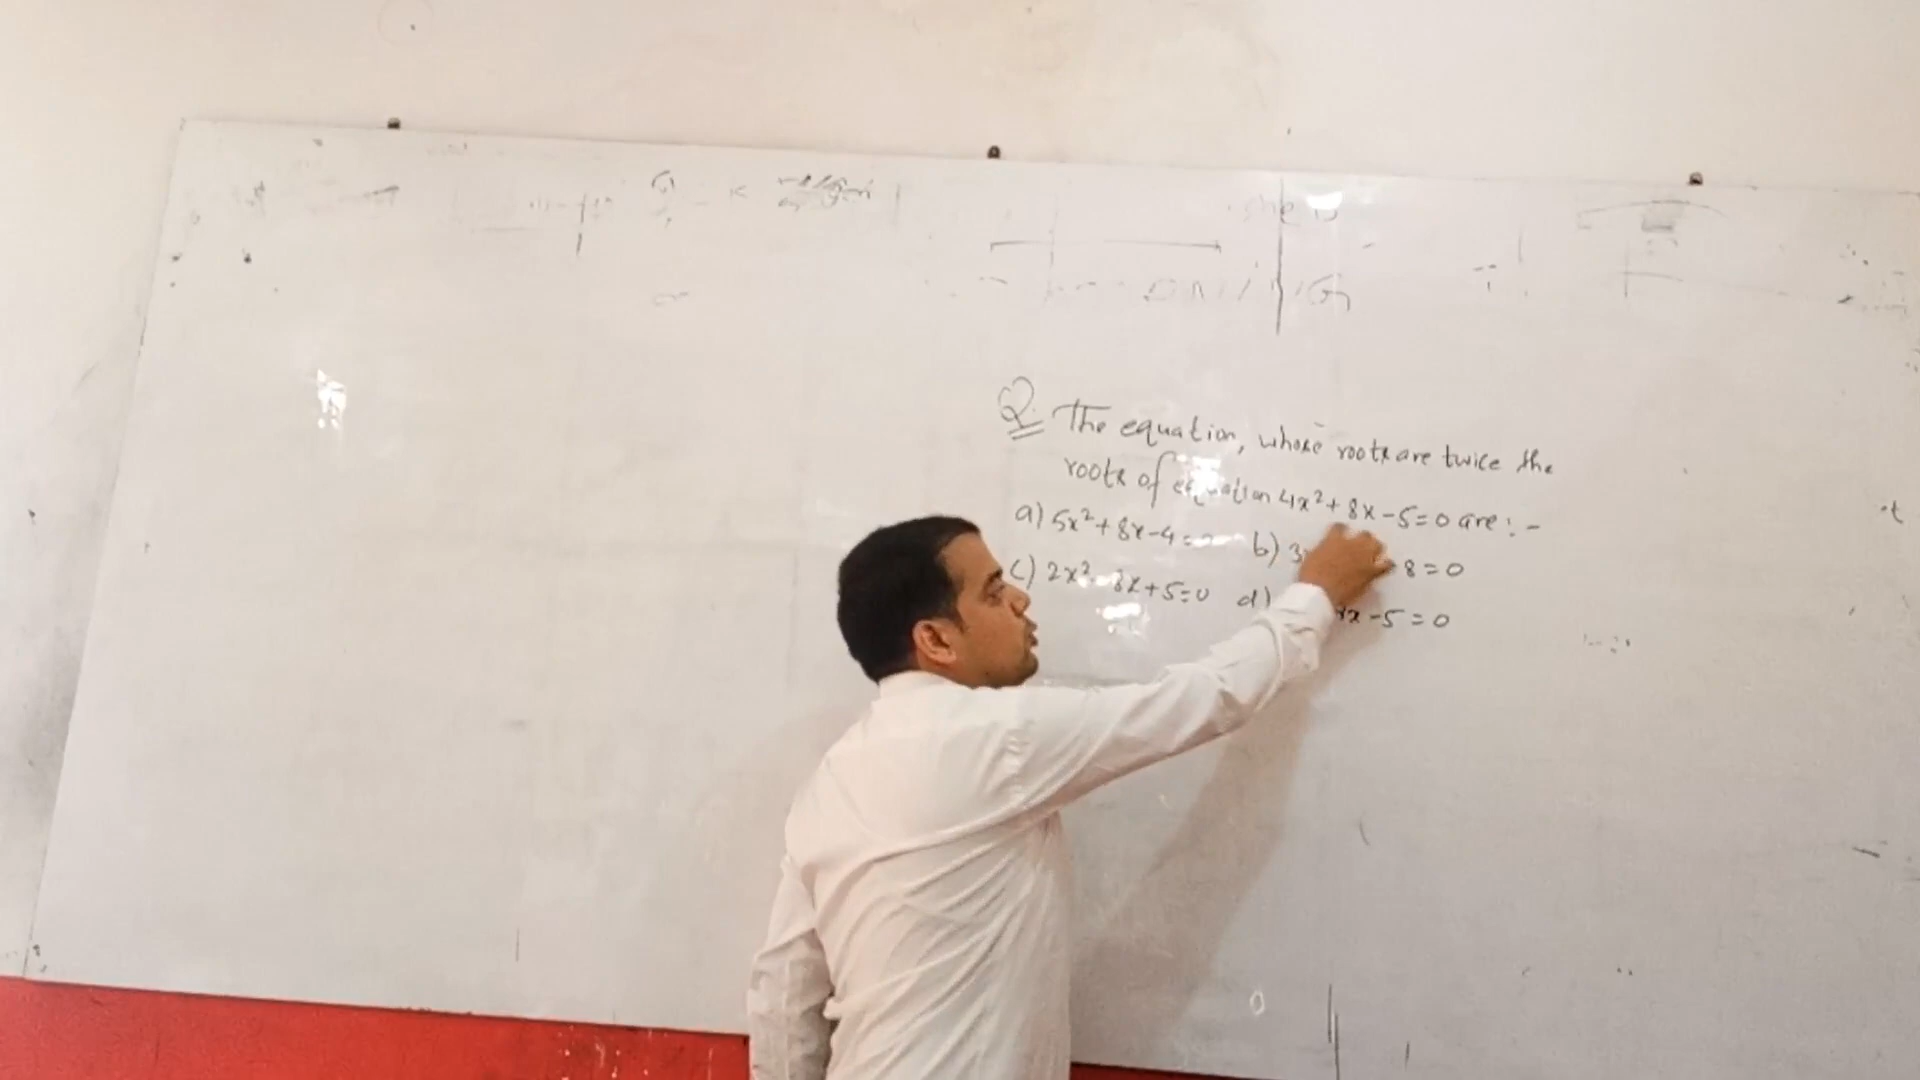 Q. The equation, whose roots are twice the
roots of equation 4x²+8x-5=0 are:-
a) 5x²+8x-4=0 b) 3 8=0
c) 2x² 8x+5=0 d) x-5=0